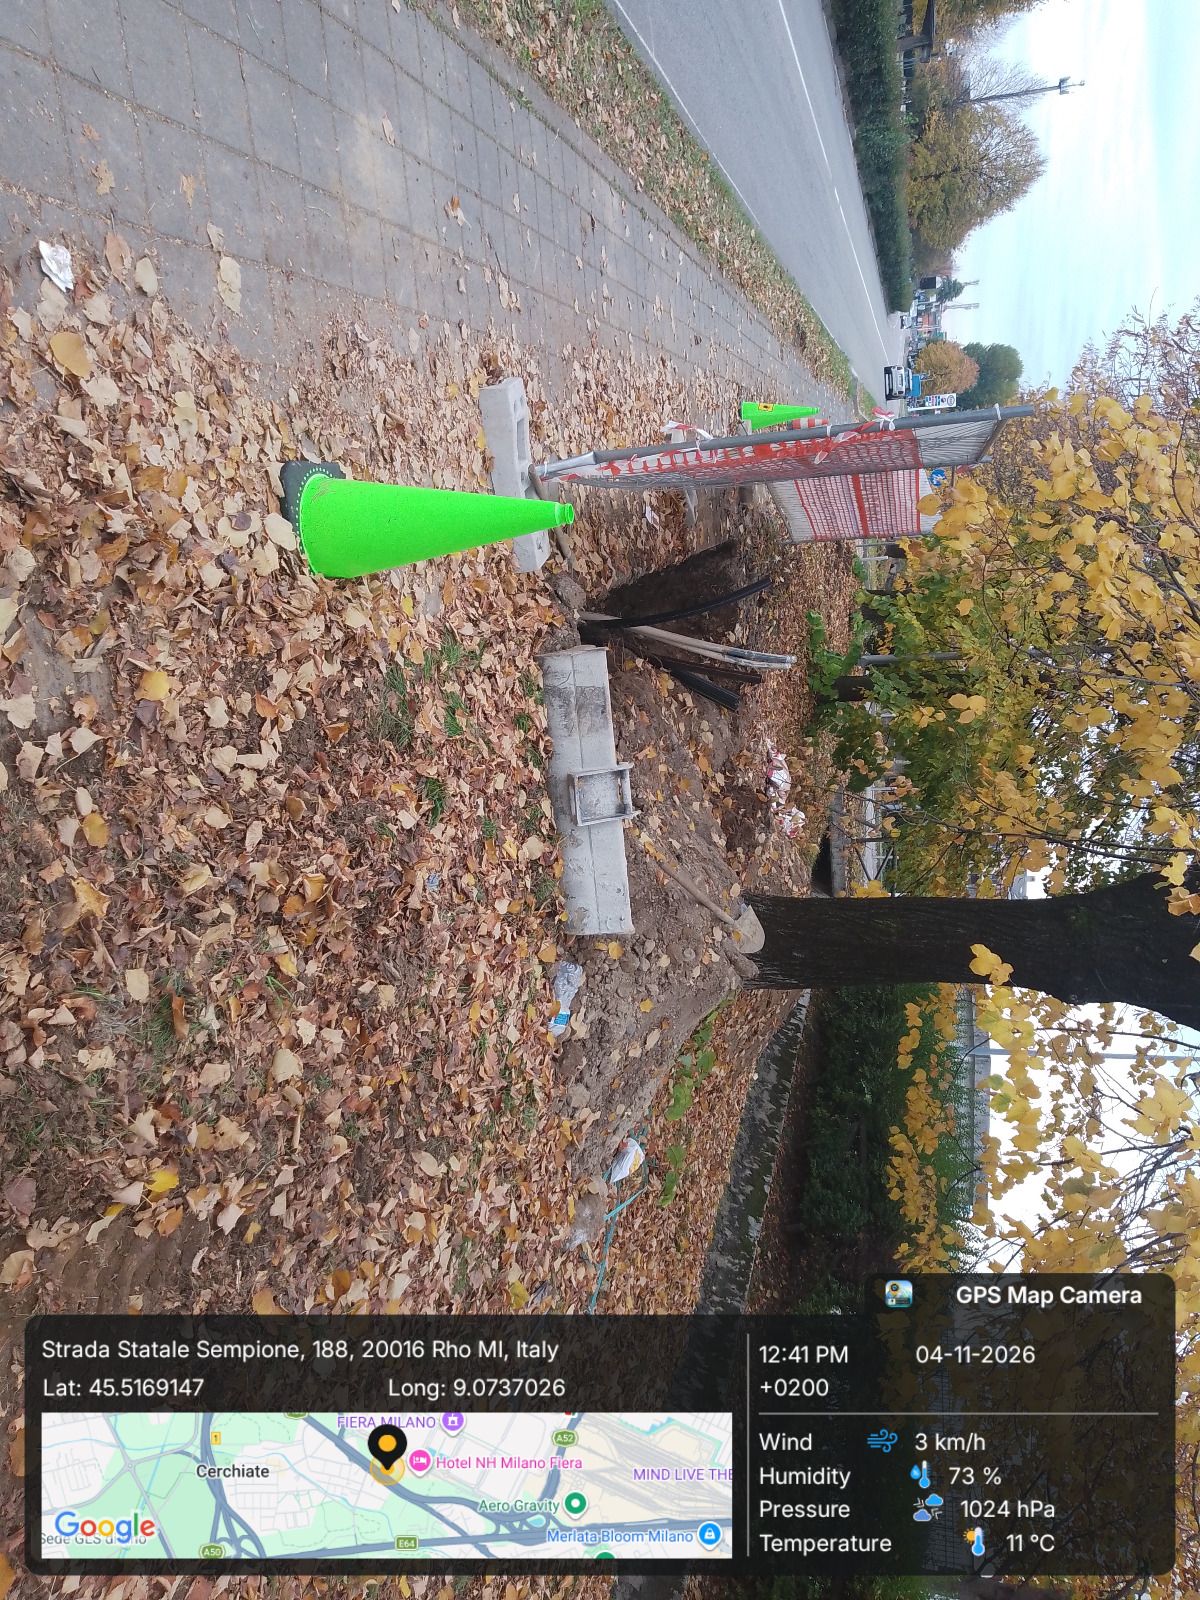 GPS Map Camera
Strada Statale Sempione, 188, 20016 Rho MI, Italy
Lat: 45.5169147
Long: 9.0737026
12:41 PM
04-11-2026
+0200
Wind
3 km/h
Humidity
73 %
Pressure
1024 hPa
Temperature
11 °C
FIERA MILANO
1
A52
Cerchiate
Hotel NH Milano Fiera
MIND LIVE THE
Aero Gravity
Google
Merlata Bloom Milano
E64
A50